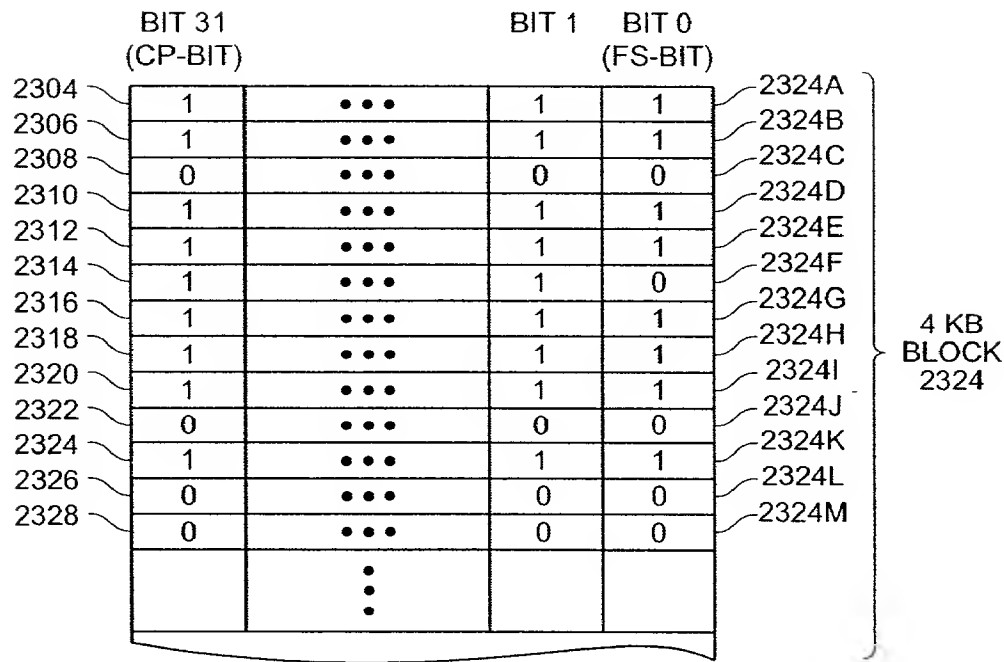 BIT 31 BIT 1 BIT 0
(CP-BIT) (FS-BIT)
2304 1 ••• 1 1 2324A
2306 1 ••• 1 1 2324B
2308 0 ••• 0 0 2324C
2310 1 ••• 1 1 2324D
2312 1 ••• 1 1 2324E
2314 1 ••• 1 0 2324F
2316 1 ••• 1 1 2324G
2318 1 ••• 1 1 2324H
2320 1 ••• 1 1 2324I
2322 0 ••• 0 0 2324J
2324 1 ••• 1 1 2324K
2326 0 ••• 0 0 2324L
2328 0 ••• 0 0 2324M
4 KB
BLOCK
2324